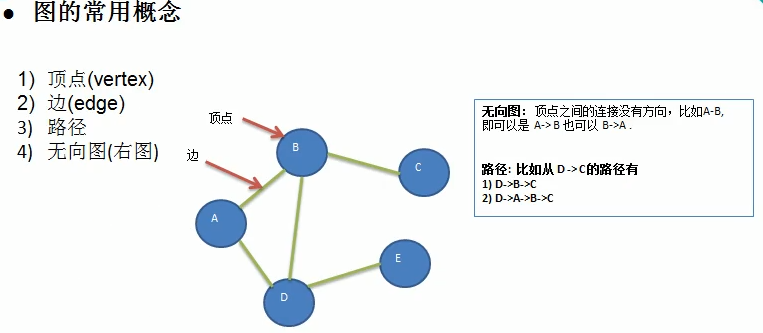 ● 图的常用概念
1) 顶点(vertex)
2) 边(edge)
3) 路径
4) 无向图(右图)
顶点
边
B
C
A
E
D
无向图： 顶点之间的连接没有方向，比如A-B,
即可以是 A-> B 也可以 B->A .
路径: 比如从 D -> C 的路径有
1) D->B->C
2) D->A->B->C